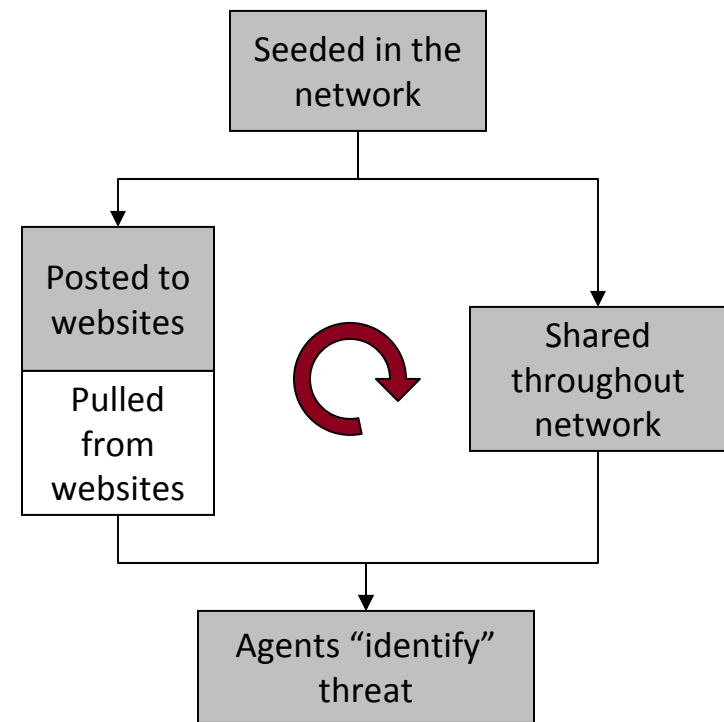 Seeded in the
network
Posted to
websites
Pulled
from
websites
Shared
throughout
network
Agents “identify”
threat